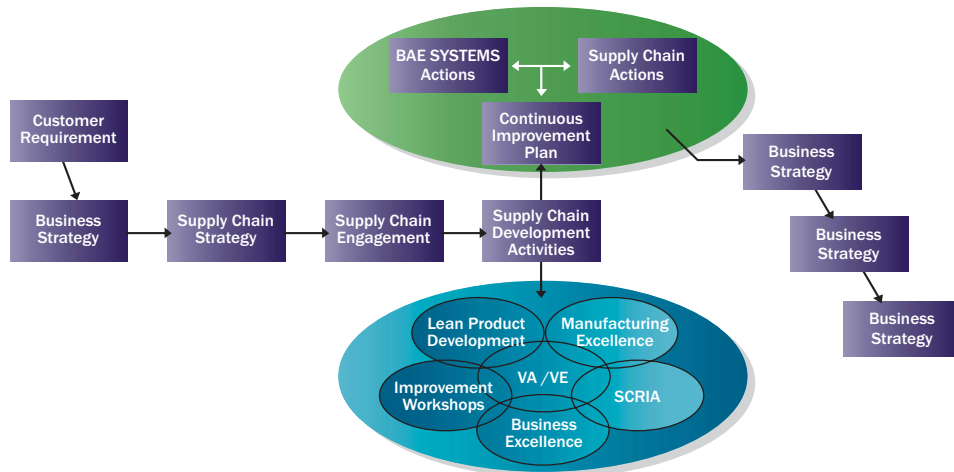 BAE SYSTEMS
Actions
Supply Chain
Actions
Continuous
Improvement
Plan
Customer
Requirement
Business
Strategy
Supply Chain
Strategy
Supply Chain
Engagement
Supply Chain
Development
Activities
Business
Strategy
Business
Strategy
Business
Strategy
Lean Product
Development
Manufacturing
Excellence
VA /VE
Improvement
Workshops
SCRIA
Business
Excellence